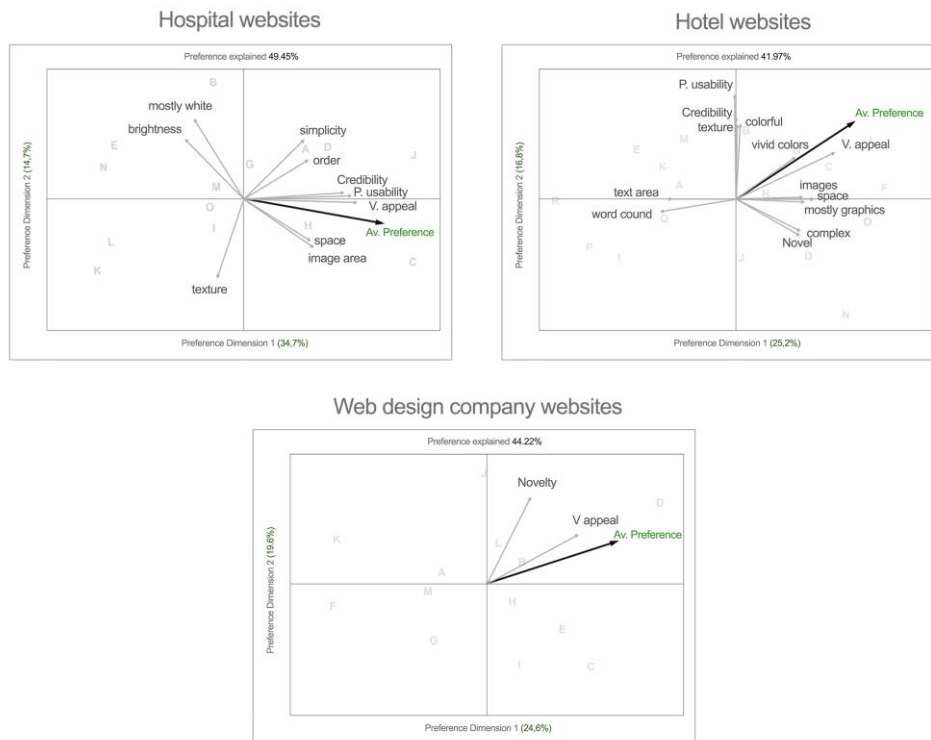 Hospital websites
Preference explained 49.45%
B
mostly white
brightness
simplicity
E
A
D
J
order
G
N
Credibility
M
P. usability
O
V. appeal
I
H
Av. Preference
L
space
image area
C
K
texture
Preference Dimension 2 (14,7%)
Preference Dimension 1 (34,7%)
Hotel websites
Preference explained 41.97%
P. usability
Credibility
colorful
Av. Preference
texture
B
M
E
vivid colors
V. appeal
K
C
A
images
F
text area
H
space
R
mostly graphics
word cound
Q
O
complex
Novel
P
I
J
D
N
Preference Dimension 2 (16,8%)
Preference Dimension 1 (25,2%)
Web design company websites
Preference explained 44.22%
J
Novelty
D
V appeal
Av. Preference
K
L
B
A
M
F
H
E
G
I
C
Preference Dimension 2 (19.6%)
Preference Dimension 1 (24,6%)